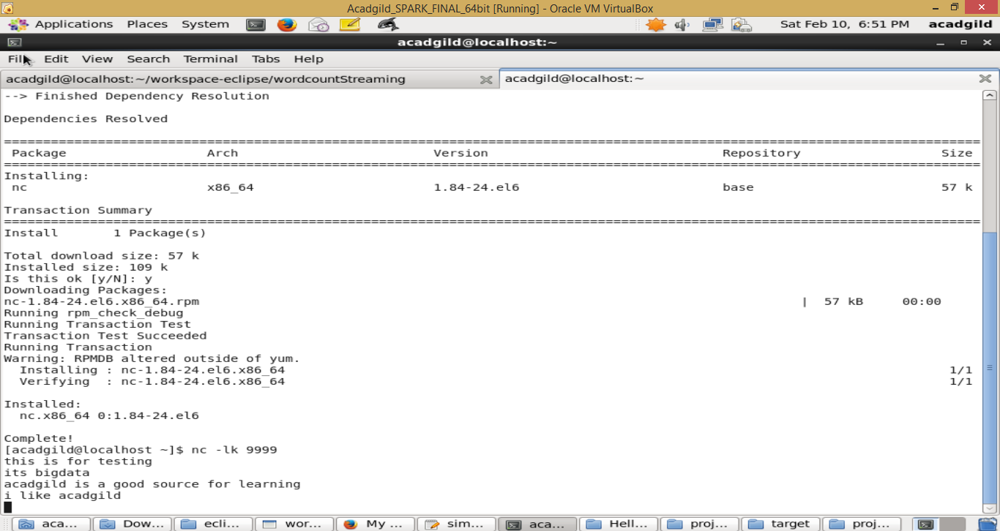 Acadgild_SPARK_FINAL_64bit [Running] - Oracle VM VirtualBox
Applications Places System Sat Feb 10, 6:51 PM acadgild
acadgild@localhost:~
File Edit View Search Terminal Tabs Help
acadgild@localhost:~/workspace-eclipse/wordcountStreaming acadgild@localhost:~
--> Finished Dependency Resolution
Dependencies Resolved
================================================================================
Package Arch Version Repository Size
================================================================================
Installing:
nc x86_64 1.84-24.el6 base 57 k
Transaction Summary
================================================================================
Install 1 Package(s)
Total download size: 57 k
Installed size: 109 k
Is this ok [y/N]: y
Downloading Packages:
nc-1.84-24.el6.x86_64.rpm | 57 kB 00:00
Running rpm_check_debug
Running Transaction Test
Transaction Test Succeeded
Running Transaction
Warning: RPMDB altered outside of yum.
Installing : nc-1.84-24.el6.x86_64 1/1
Verifying : nc-1.84-24.el6.x86_64 1/1
Installed:
nc.x86_64 0:1.84-24.el6
Complete!
[acadgild@localhost ~]$ nc -lk 9999
this is for testing
its bigdata
acadgild is a good source for learning
i like acadgild
aca... Dow... ecli... wor... My ... sim... aca... Hell... proj... target proj...